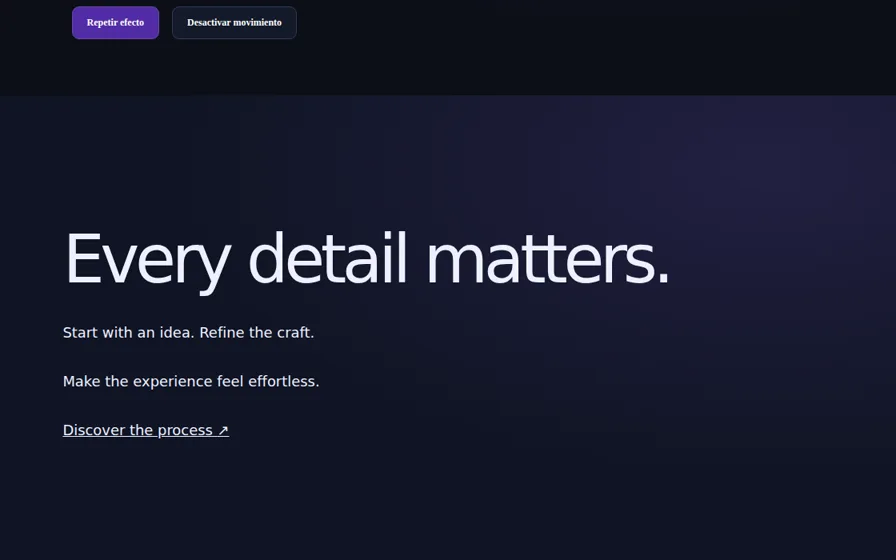 Repetir efecto
Desactivar movimiento
Every detail matters.
Start with an idea. Refine the craft.
Make the experience feel effortless.
Discover the process ↗